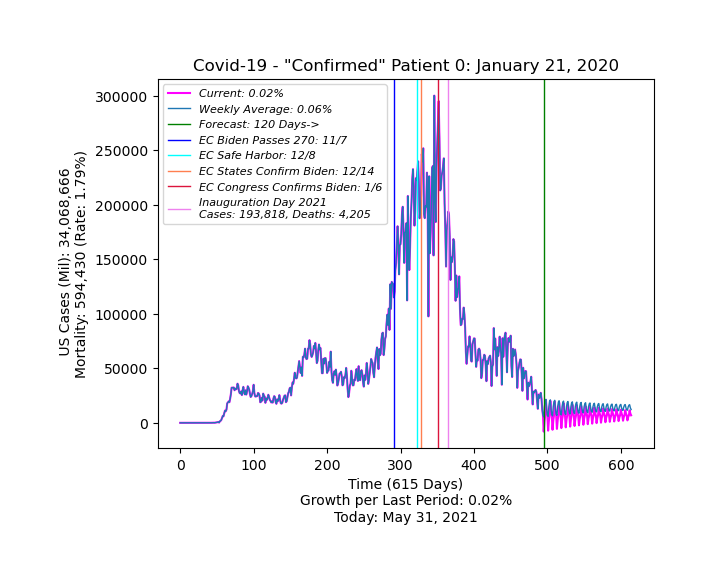 Covid-19 - "Confirmed" Patient 0: January 21, 2020
Current: 0.02%
Weekly Average: 0.06%
Forecast: 120 Days->
EC Biden Passes 270: 11/7
EC Safe Harbor: 12/8
EC States Confirm Biden: 12/14
EC Congress Confirms Biden: 1/6
Inauguration Day 2021
Cases: 193,818, Deaths: 4,205
US Cases (Mil): 34,068,666
Mortality: 594,430 (Rate: 1.79%)
300000
250000
200000
150000
100000
50000
0
0 100 200 300 400 500 600
Time (615 Days)
Growth per Last Period: 0.02%
Today: May 31, 2021